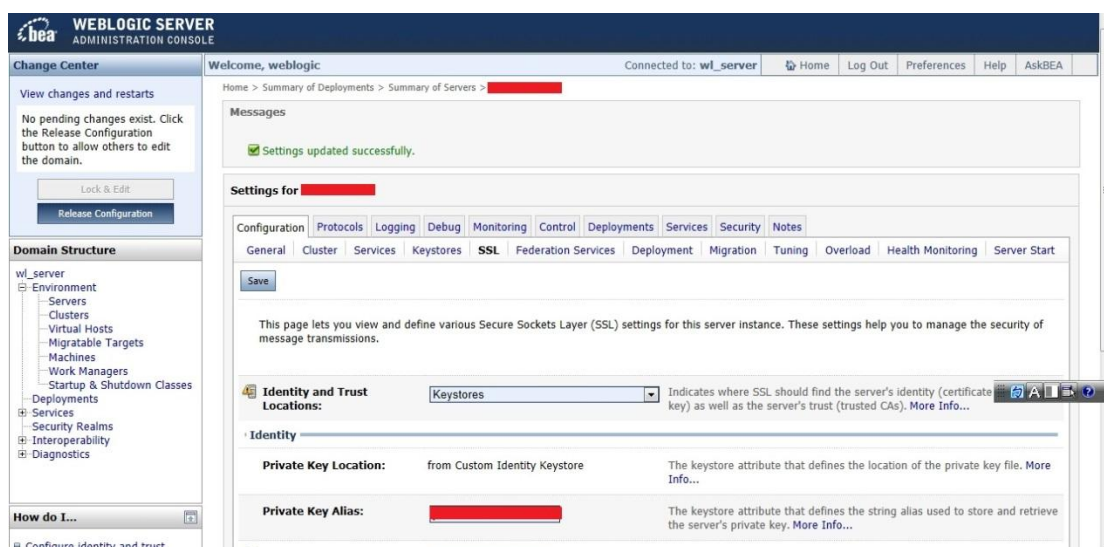 bea WEBLOGIC SERVER
ADMINISTRATION CONSOLE
Change Center
View changes and restarts
No pending changes exist. Click
the Release Configuration
button to allow others to edit
the domain.
Lock & Edit
Release Configuration
Domain Structure
wl_server
Environment
Servers
Clusters
Virtual Hosts
Migratable Targets
Machines
Work Managers
Startup & Shutdown Classes
Deployments
Services
Security Realms
Interoperability
Diagnostics
How do I...
Configure identity and trust
Welcome, weblogic
Connected to: wl_server Home Log Out Preferences Help AskBEA
Home > Summary of Deployments > Summary of Servers >
Messages
Settings updated successfully.
Settings for
Configuration Protocols Logging Debug Monitoring Control Deployments Services Security Notes
General Cluster Services Keystores SSL Federation Services Deployment Migration Tuning Overload Health Monitoring Server Start
Save
This page lets you view and define various Secure Sockets Layer (SSL) settings for this server instance. These settings help you to manage the security of
message transmissions.
Identity and Trust
Locations:
Keystores
Indicates where SSL should find the server's identity (certificate
key) as well as the server's trust (trusted CAs). More Info...
Identity
Private Key Location:
from Custom Identity Keystore
The keystore attribute that defines the location of the private key file. More
Info...
Private Key Alias:
The keystore attribute that defines the string alias used to store and retrieve
the server's private key. More Info...